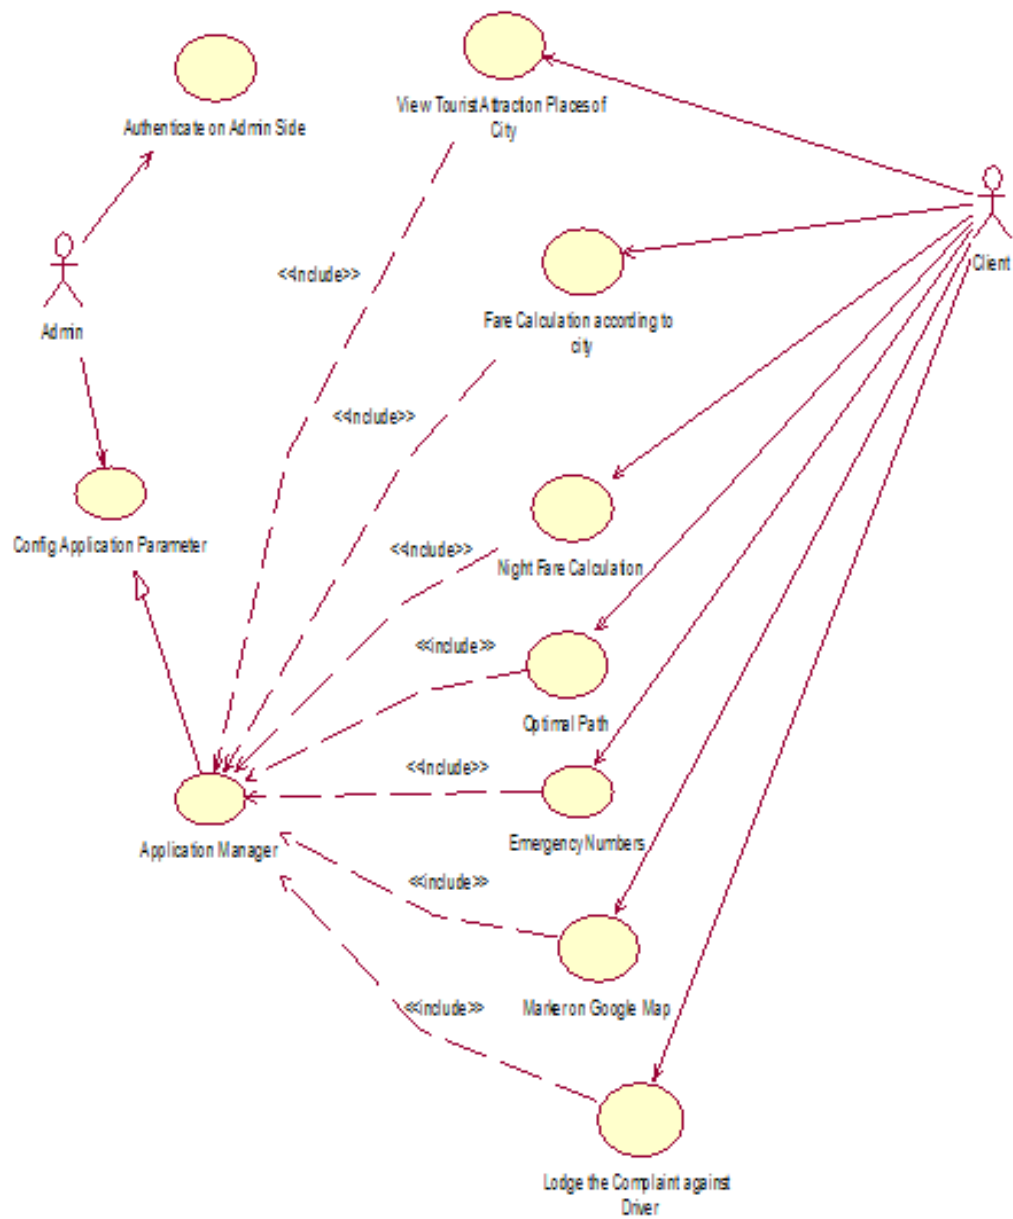 View Tourist Attraction Places of
City
Authenticate on Admin Side
Client
<<include>>
Fare Calculation according to
city
Admin
<<include>>
Config Application Parameter
<<include>>
Night Fare Calculation
<<include>>
Optimal Path
<<include>>
Emergency Numbers
Application Manager
<<include>>
Marker on Google Map
<<include>>
Lodge the Complaint against
Driver